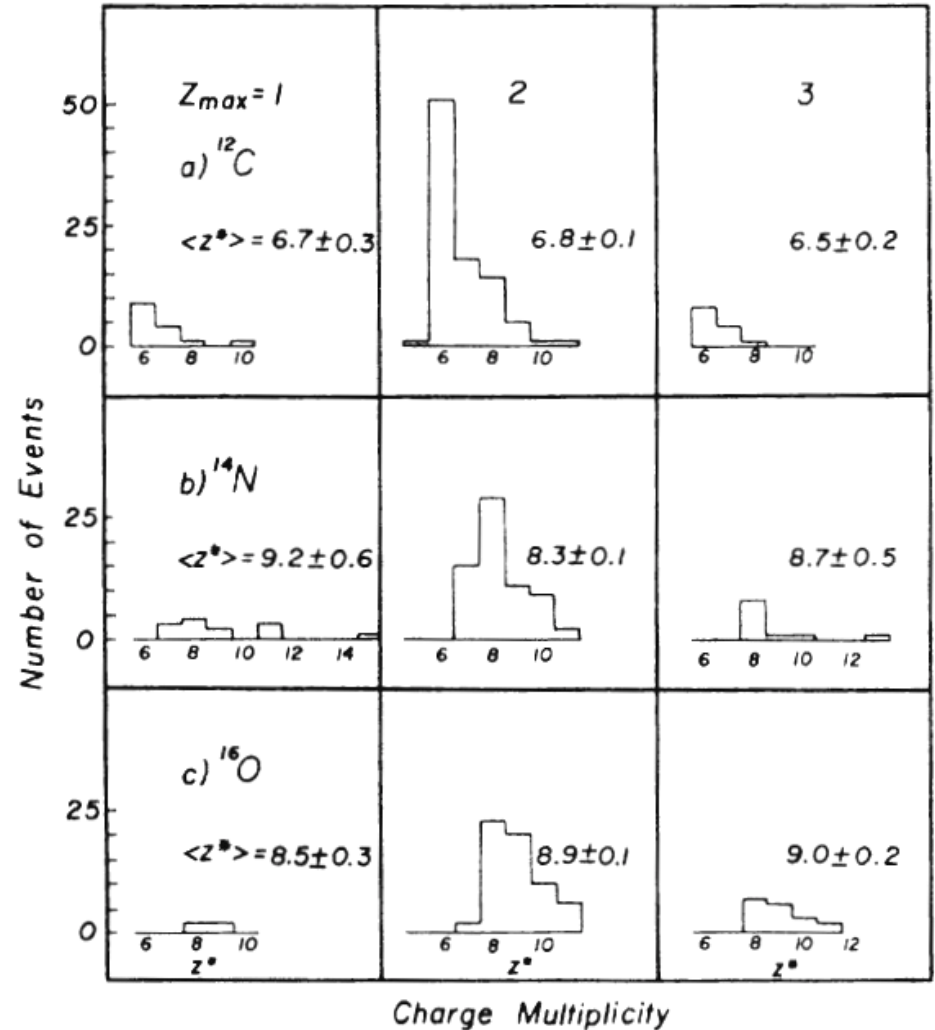 Z_max = 1
2
3
50
a) ¹²C
25
<z*> = 6.7±0.3
6.8±0.1
6.5±0.2
0
6 8 10
6 8 10
6 8 10
Number of Events
b) ¹⁴N
25
<z*> = 9.2±0.6
8.3±0.1
8.7±0.5
0
6 8 10 12 14
6 8 10
6 8 10 12
c) ¹⁶O
25
<z*> = 8.5±0.3
8.9±0.1
9.0±0.2
0
6 8 10
6 8 10
6 8 10 12
z*
z*
z*
Charge Multiplicity